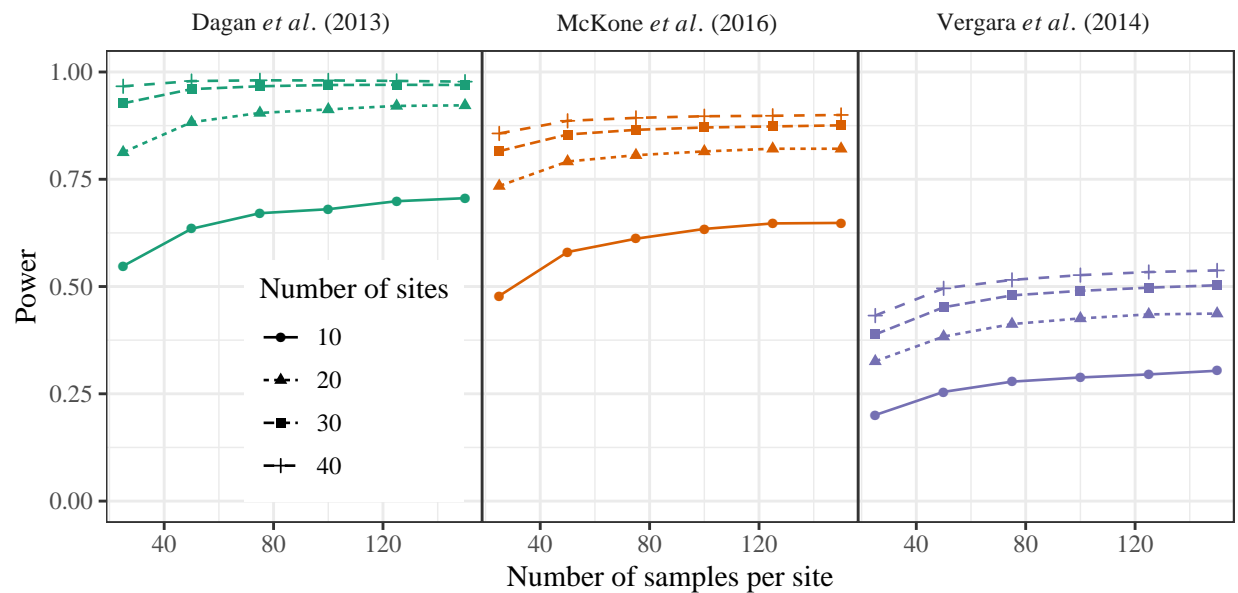 Dagan et al. (2013)
McKone et al. (2016)
Vergara et al. (2014)
1.00
0.75
0.50
0.25
0.00
Power
Number of sites
10
20
30
40
40 80 120
40 80 120
40 80 120
Number of samples per site